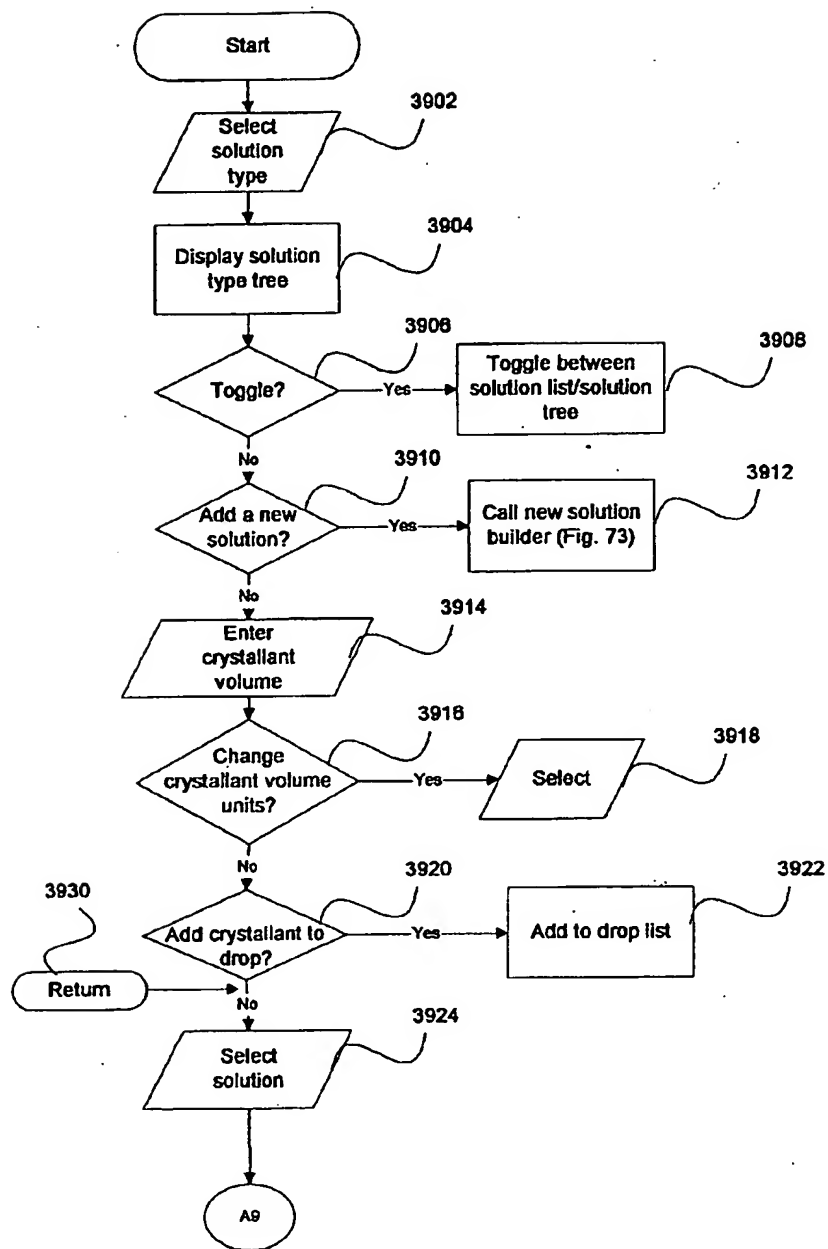 Start
3902
Select
solution
type
3904
Display solution
type tree
3906
Toggle?
Yes
3908
Toggle between
solution list/solution
tree
No
3910
Add a new
solution?
Yes
3912
Call new solution
builder (Fig. 73)
No
3914
Enter
crystallant
volume
3916
Change
crystallant volume
units?
Yes
3918
Select
No
3920
Add crystallant to
drop?
Yes
3922
Add to drop list
3930
Return
No
3924
Select
solution
A9